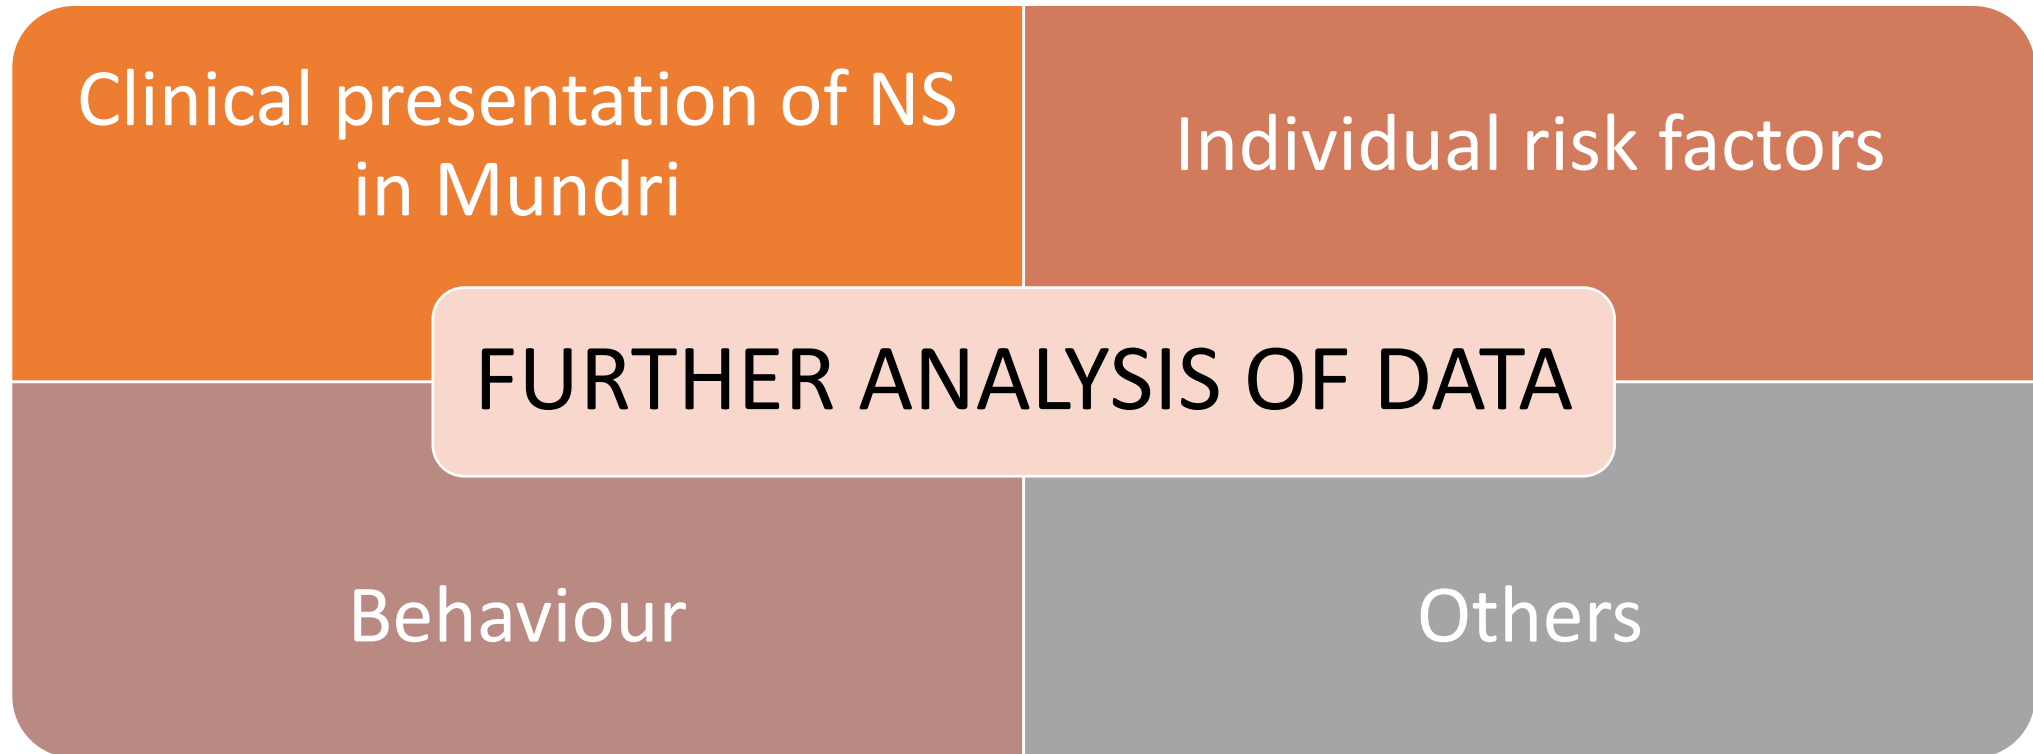 Clinical presentation of NS
in Mundri
Individual risk factors
FURTHER ANALYSIS OF DATA
Behaviour
Others